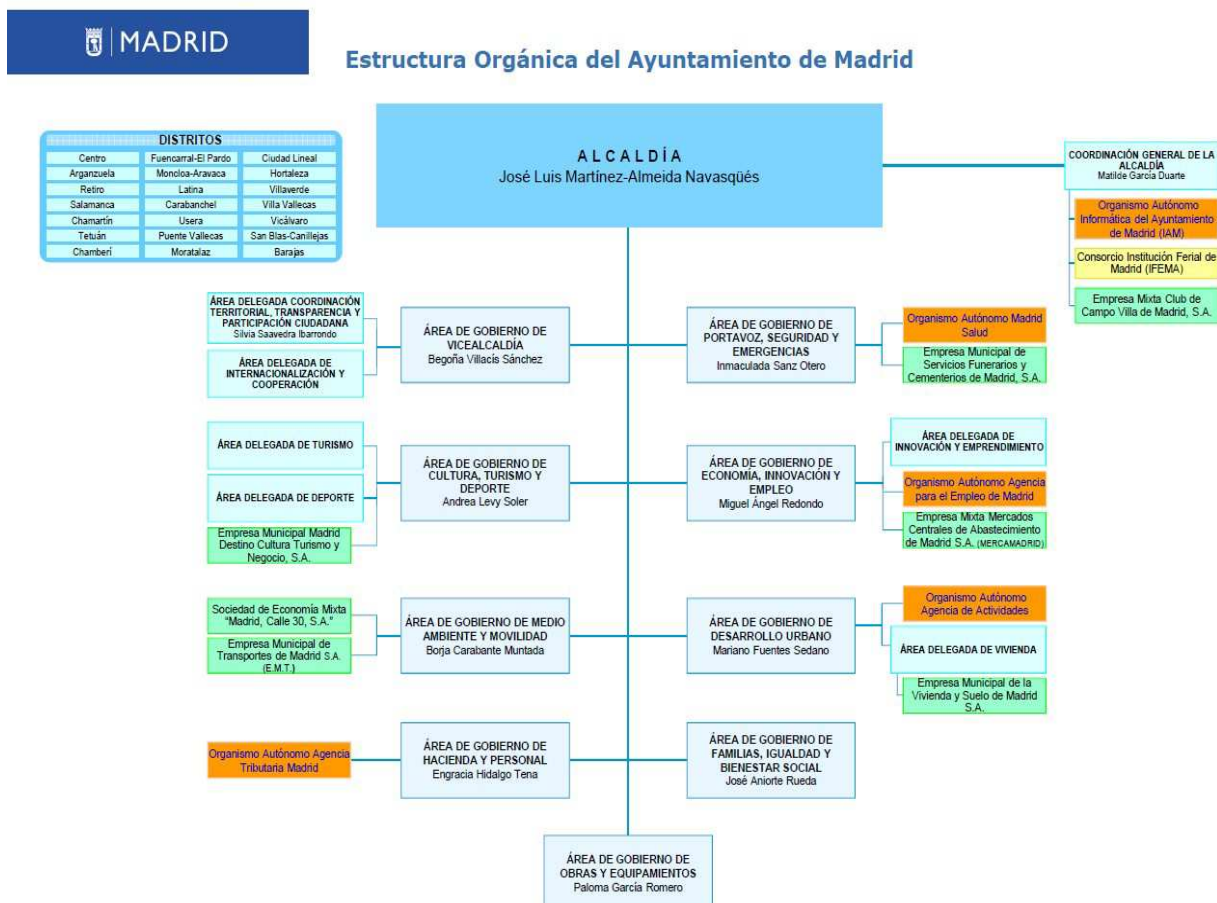 MADRID
Estructura Orgánica del Ayuntamiento de Madrid
DISTRITOS
Centro
Fuencarral-El Pardo
Ciudad Lineal
Arganzuela
Moncloa-Aravaca
Hortaleza
Retiro
Latina
Villaverde
Salamanca
Carabanchel
Villa Vallecas
Chamartín
Usera
Vicálvaro
Tetuán
Puente Vallecas
San Blas-Canillejas
Chamberí
Moratalaz
Barajas
ALCALDÍA
José Luis Martínez-Almeida Navasqüés
COORDINACIÓN GENERAL DE LA
ALCALDÍA
Matilde García Duarte
Organismo Autónomo
Informática del Ayuntamiento
de Madrid (IAM)
Consorcio Institución Ferial de
Madrid (IFEMA)
Empresa Mixta Club de
Campo Villa de Madrid, S.A.
ÁREA DELEGADA COORDINACIÓN
TERRITORIAL, TRANSPARENCIA Y
PARTICIPACIÓN CIUDADANA
Silvia Saavedra Ibarrondo
ÁREA DELEGADA DE
INTERNACIONALIZACIÓN Y
COOPERACIÓN
ÁREA DE GOBIERNO DE
VICEALCALDÍA
Begoña Villacís Sánchez
ÁREA DE GOBIERNO DE
PORTAVOZ, SEGURIDAD Y
EMERGENCIAS
Inmaculada Sanz Otero
Organismo Autónomo Madrid
Salud
Empresa Municipal de
Servicios Funerarios y
Cementerios de Madrid, S.A.
ÁREA DELEGADA DE TURISMO
ÁREA DELEGADA DE DEPORTE
Empresa Municipal Madrid
Destino Cultura Turismo y
Negocio, S.A.
ÁREA DE GOBIERNO DE
CULTURA, TURISMO Y
DEPORTE
Andrea Levy Soler
ÁREA DE GOBIERNO DE
ECONOMÍA, INNOVACIÓN Y
EMPLEO
Miguel Ángel Redondo
ÁREA DELEGADA DE
INNOVACIÓN Y EMPRENDIMIENTO
Organismo Autónomo Agencia
para el Empleo de Madrid
Empresa Mixta Mercados
Centrales de Abastecimiento
de Madrid S.A. (MERCAMADRID)
Sociedad de Economía Mixta
"Madrid, Calle 30, S.A."
Empresa Municipal de
Transportes de Madrid S.A.
(E.M.T.)
ÁREA DE GOBIERNO DE MEDIO
AMBIENTE Y MOVILIDAD
Borja Carabante Muntada
ÁREA DE GOBIERNO DE
DESARROLLO URBANO
Mariano Fuentes Sedano
Organismo Autónomo
Agencia de Actividades
ÁREA DELEGADA DE VIVIENDA
Empresa Municipal de la
Vivienda y Suelo de Madrid
S.A.
Organismo Autónomo Agencia
Tributaria Madrid
ÁREA DE GOBIERNO DE
HACIENDA Y PERSONAL
Engracia Hidalgo Tena
ÁREA DE GOBIERNO DE
FAMILIAS, IGUALDAD Y
BIENESTAR SOCIAL
José Aniorte Rueda
ÁREA DE GOBIERNO DE
OBRAS Y EQUIPAMIENTOS
Paloma García Romero